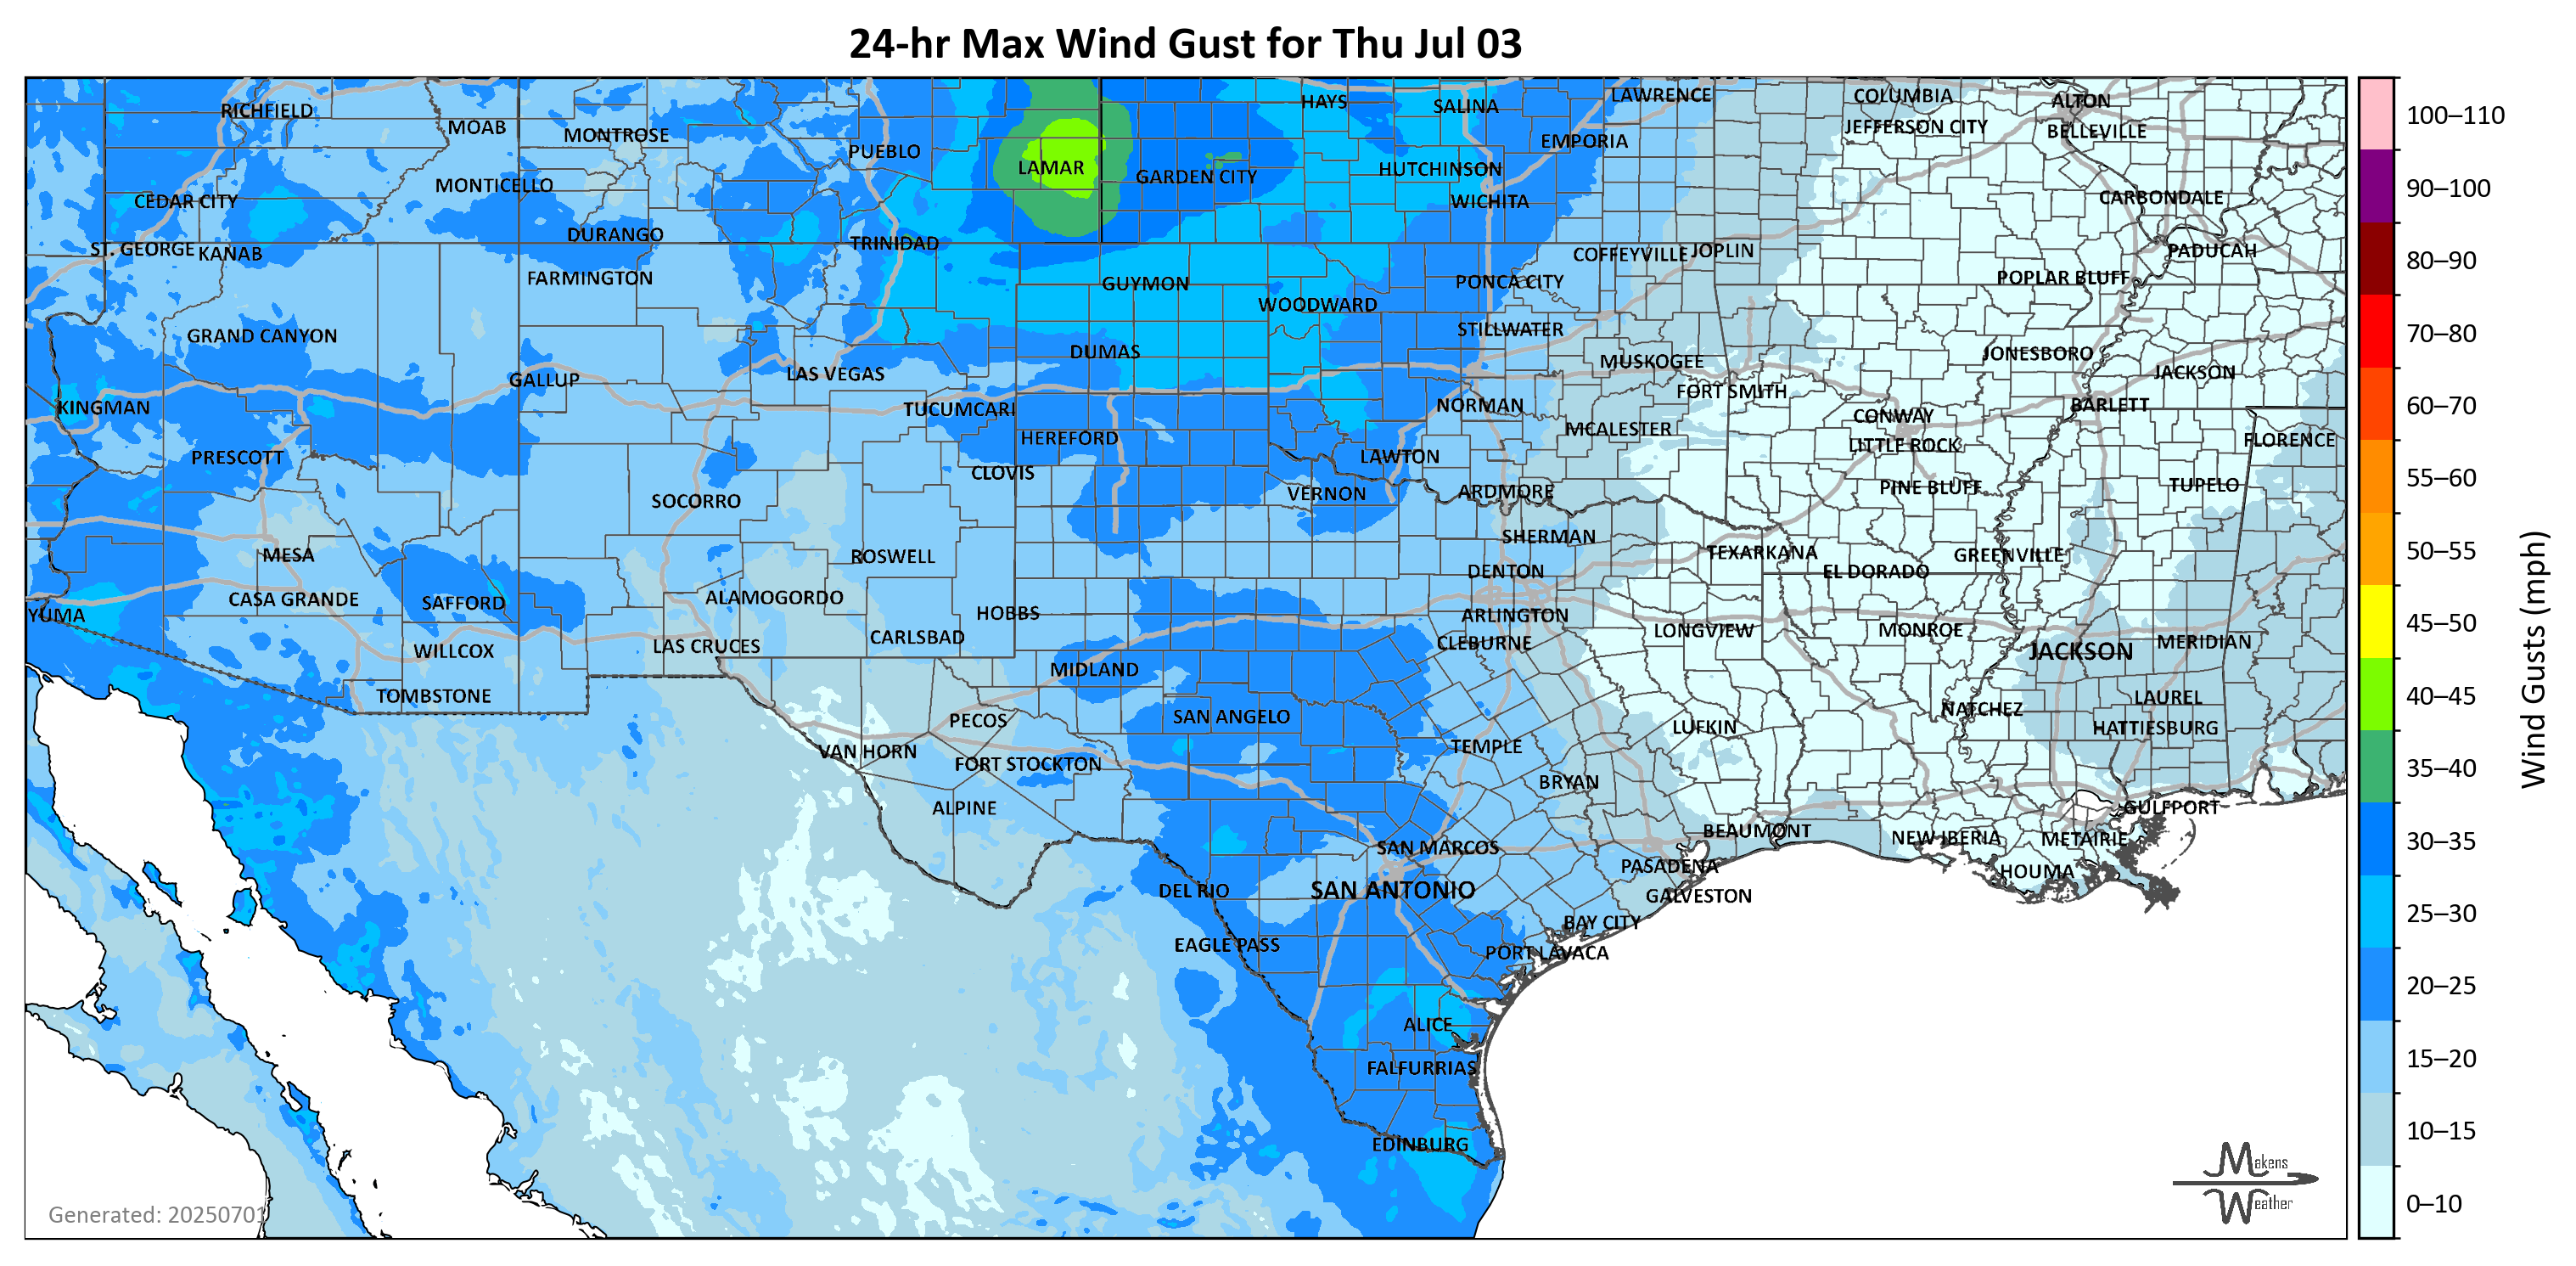 24-hr Max Wind Gust for Thu Jul 03
RICHFIELD
MOAB
MONTROSE
PUEBLO
LAMAR
GARDEN CITY
HAYS
SALINA
LAWRENCE
EMPORIA
HUTCHINSON
WICHITA
COLUMBIA
JEFFERSON CITY
ALTON
BELLEVILLE
CARBONDALE
PADUCAH
CEDAR CITY
MONTICELLO
ST. GEORGE
KANAB
DURANGO
TRINIDAD
FARMINGTON
GUYMON
WOODWARD
PONCA CITY
COFFEYVILLE
JOPLIN
POPLAR BLUFF
GRAND CANYON
DUMAS
STILLWATER
MUSKOGEE
JONESBORO
JACKSON
GALLUP
LAS VEGAS
FORT SMITH
KINGMAN
TUCUMCARI
NORMAN
CONWAY
BARLETT
HEREFORD
MCALESTER
LITTLE ROCK
FLORENCE
PRESCOTT
CLOVIS
LAWTON
VERNON
ARDMORE
PINE BLUFF
TUPELO
SOCORRO
SHERMAN
MESA
ROSWELL
TEXARKANA
GREENVILLE
DENTON
EL DORADO
CASA GRANDE
SAFFORD
ALAMOGORDO
HOBBS
YUMA
ARLINGTON
CARLSBAD
CLEBURNE
LONGVIEW
MONROE
MERIDIAN
WILLCOX
LAS CRUCES
JACKSON
MIDLAND
TOMBSTONE
LAUREL
PECOS
SAN ANGELO
NATCHEZ
LUFKIN
HATTIESBURG
VAN HORN
TEMPLE
FORT STOCKTON
BRYAN
ALPINE
GULFPORT
BEAUMONT
NEW IBERIA
METAIRIE
SAN MARCOS
PASADENA
HOUMA
DEL RIO
SAN ANTONIO
GALVESTON
BAY CITY
EAGLE PASS
PORT LAVACA
ALICE
FALFURRIAS
EDINBURG
Generated: 20250701
Makens
Weather
100–110
90–100
80–90
70–80
60–70
55–60
50–55
45–50
40–45
35–40
30–35
25–30
20–25
15–20
10–15
0–10
Wind Gusts (mph)